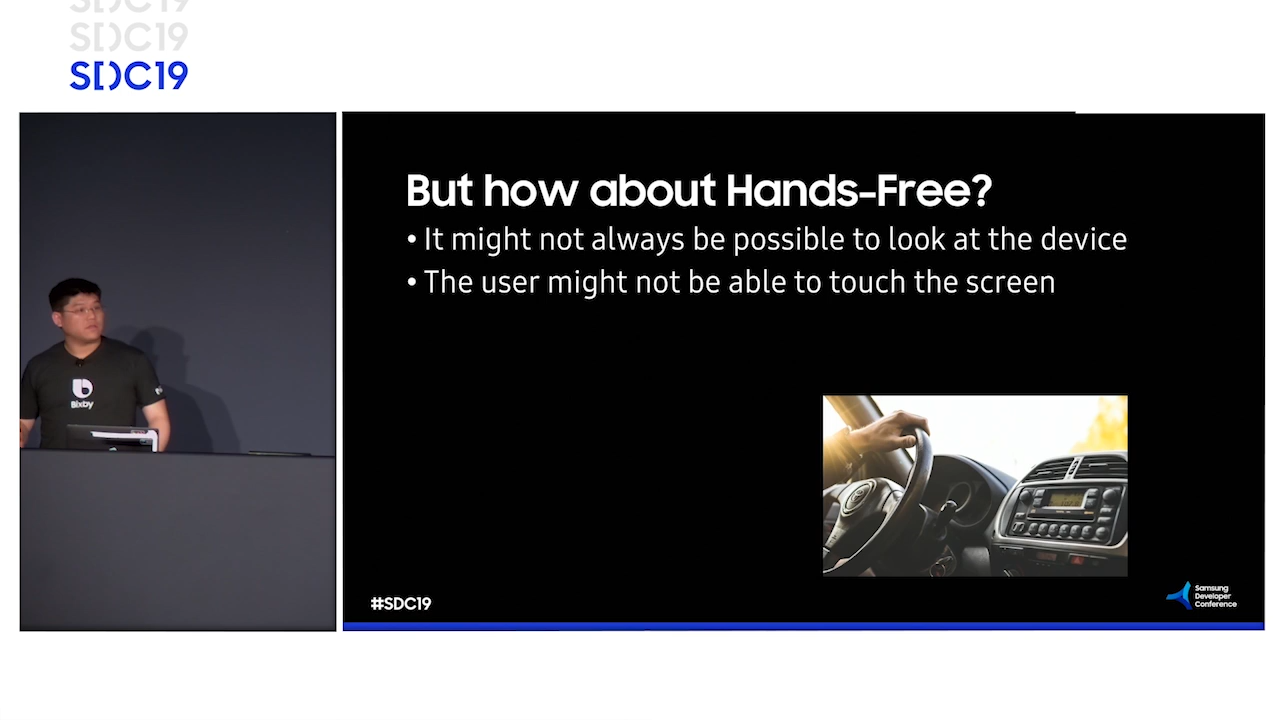 SDC19
SDC19
SDC19
But how about Hands-Free?
• It might not always be possible to look at the device
• The user might not be able to touch the screen
Bixby
#SDC19
Samsung
Developer
Conference